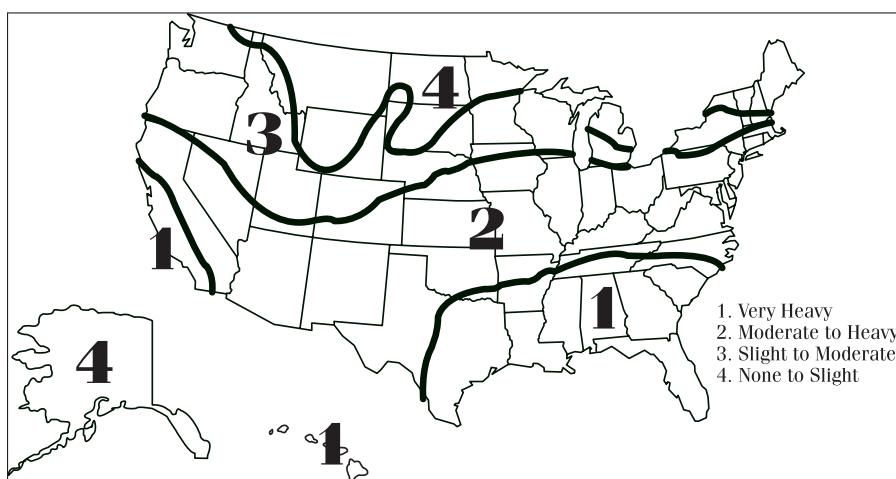 4
3
2
1
1
1. Very Heavy
2. Moderate to Heavy
3. Slight to Moderate
4. None to Slight
4
1